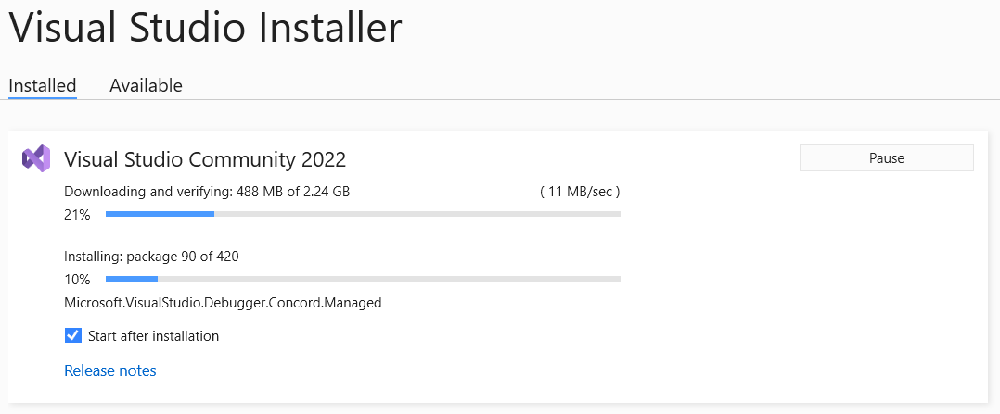 Visual Studio Installer
Installed Available
Visual Studio Community 2022 Pause
Downloading and verifying: 488 MB of 2.24 GB ( 11 MB/sec )
21%
Installing: package 90 of 420
10%
Microsoft.VisualStudio.Debugger.Concord.Managed
Start after installation
Release notes